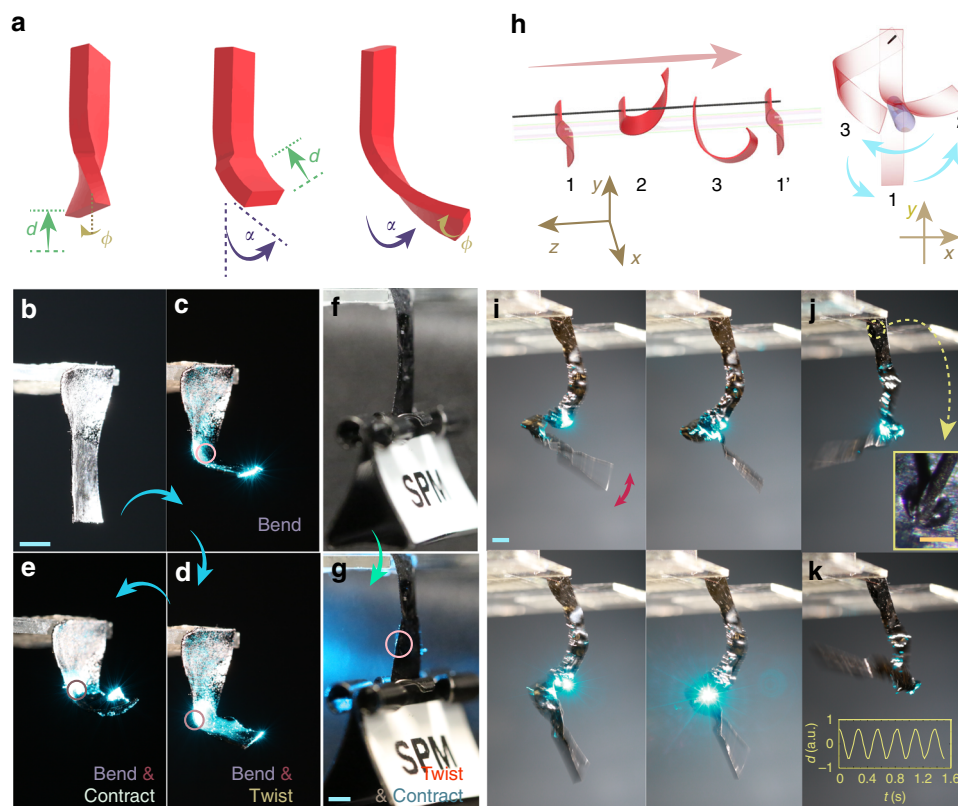 a
d
ϕ
d
α
α
ϕ
h
1
2
3
1'
y
z
x
3
2
1
y
x
b
c
Bend
f
SPM
i
j
e
Bend &
Contract
d
Bend &
Twist
g
SPM
Twist
& Contract
k
d (a.u.)
1
0
−1
0 0.4 0.8 1.2 1.6
t (s)